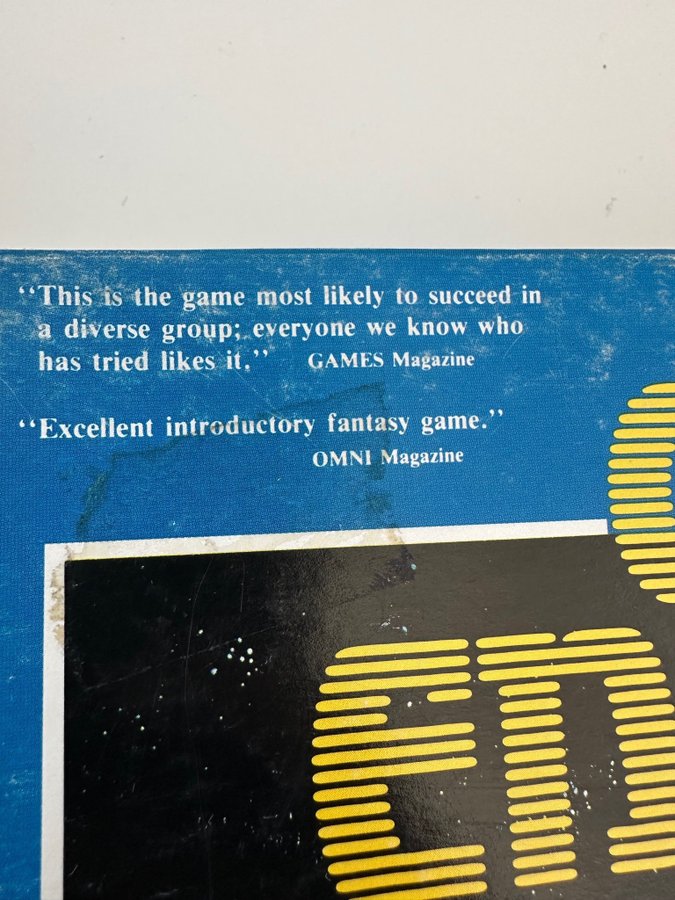 “This is the game most likely to succeed in
a diverse group; everyone we know who
has tried likes it.” GAMES Magazine
“Excellent introductory fantasy game.”
OMNI Magazine